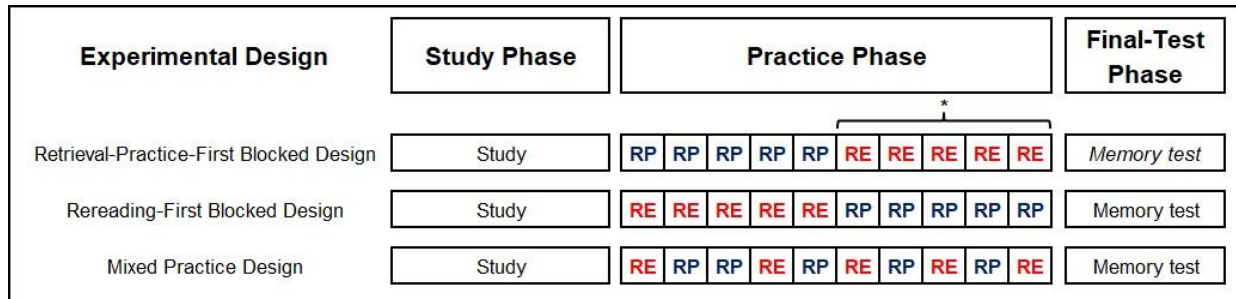 Experimental Design Study Phase Practice Phase Final-Test Phase
*
Retrieval-Practice-First Blocked Design Study RP RP RP RP RP RE RE RE RE RE Memory test
Rereading-First Blocked Design Study RE RE RE RE RE RP RP RP RP RP Memory test
Mixed Practice Design Study RE RP RP RE RP RE RP RE RP RE Memory test